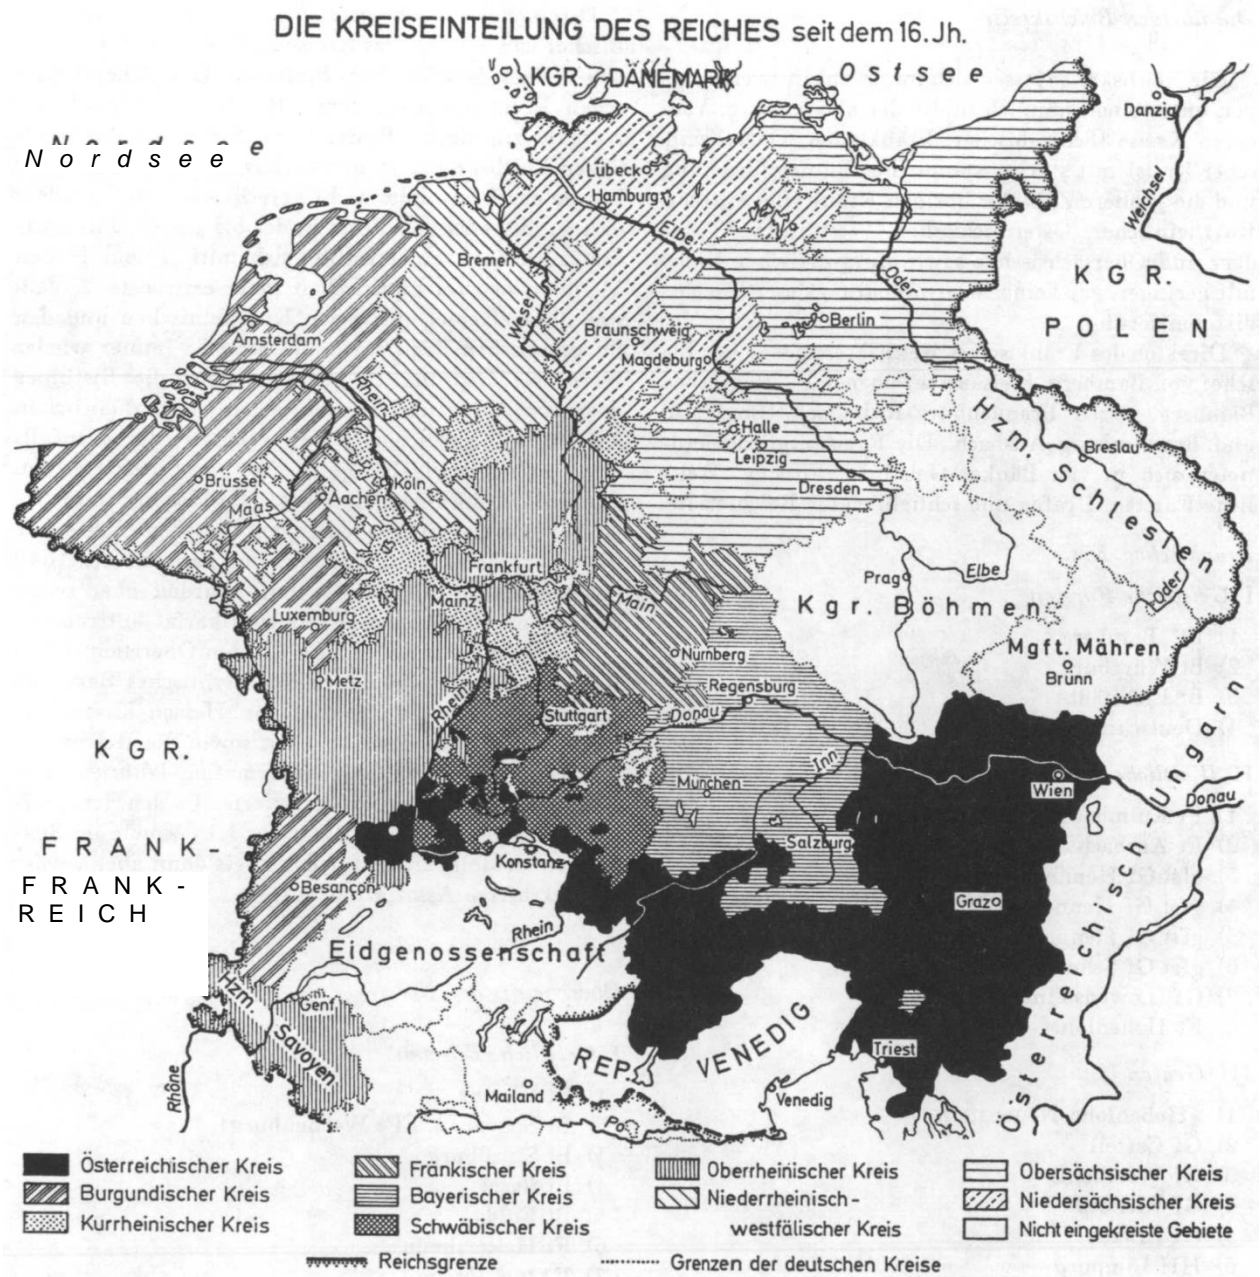 DIE KREISEINTEILUNG DES REICHES seit dem 16. Jh.
KGR. DÄNEMARK
Ostsee
Danzig
Nordsee
Nordsee
Lübeck
Hamburg
Weichsel
Elbe
Bremen
Oder
KGR.
POLEN
Weser
Berlin
Braunschweig
Magdeburg
Amsterdam
Rhein
Hzm. Schlesien
Halle
Leipzig
Breslau
Brüssel
Köln
Aachen
Maas
Dresden
Frankfurt
Prag
Elbe
Oder
Mainz
Main
Kgr. Böhmen
Luxemburg
Mgft. Mähren
Brünn
Nürnberg
Metz
Regensburg
Rhein
Stuttgart
Donau
Ungarn
KGR.
Inn
München
Wien
Donau
FRANK-
FRANK-
REICH
Salzburg
Konstanz
Besançon
Graz
Rhein
Eidgenossenschaft
Österreichisch
Hzm. Savoyen
Genf
REP. VENEDIG
Triest
Rhône
Mailand
Venedig
Po
Österreichischer Kreis
Burgundischer Kreis
Kurrheinischer Kreis
Fränkischer Kreis
Bayerischer Kreis
Schwäbischer Kreis
Oberrheinischer Kreis
Niederrheinisch-
westfälischer Kreis
Obersächsischer Kreis
Niedersächsischer Kreis
Nicht eingekreiste Gebiete
Reichsgrenze
Grenzen der deutschen Kreise